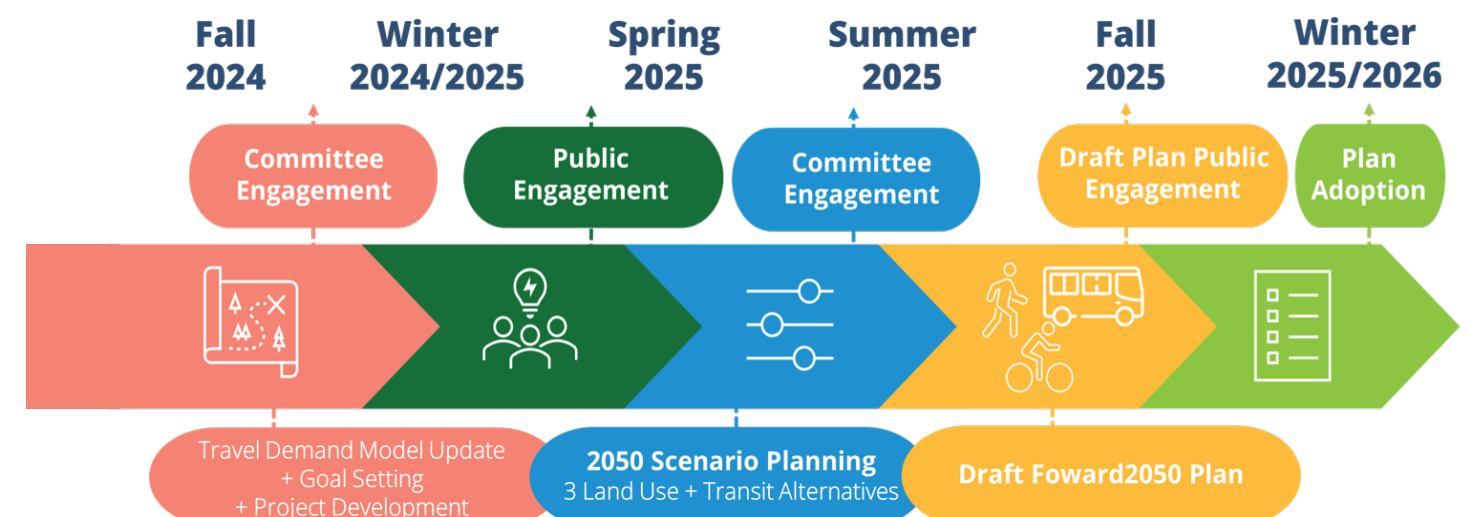 Fall
2024
Winter
2024/2025
Spring
2025
Summer
2025
Fall
2025
Winter
2025/2026
Committee
Engagement
Public
Engagement
Committee
Engagement
Draft Plan Public
Engagement
Plan
Adoption
Travel Demand Model Update
+ Goal Setting
+ Project Development
2050 Scenario Planning
3 Land Use + Transit Alternatives
Draft Foward2050 Plan